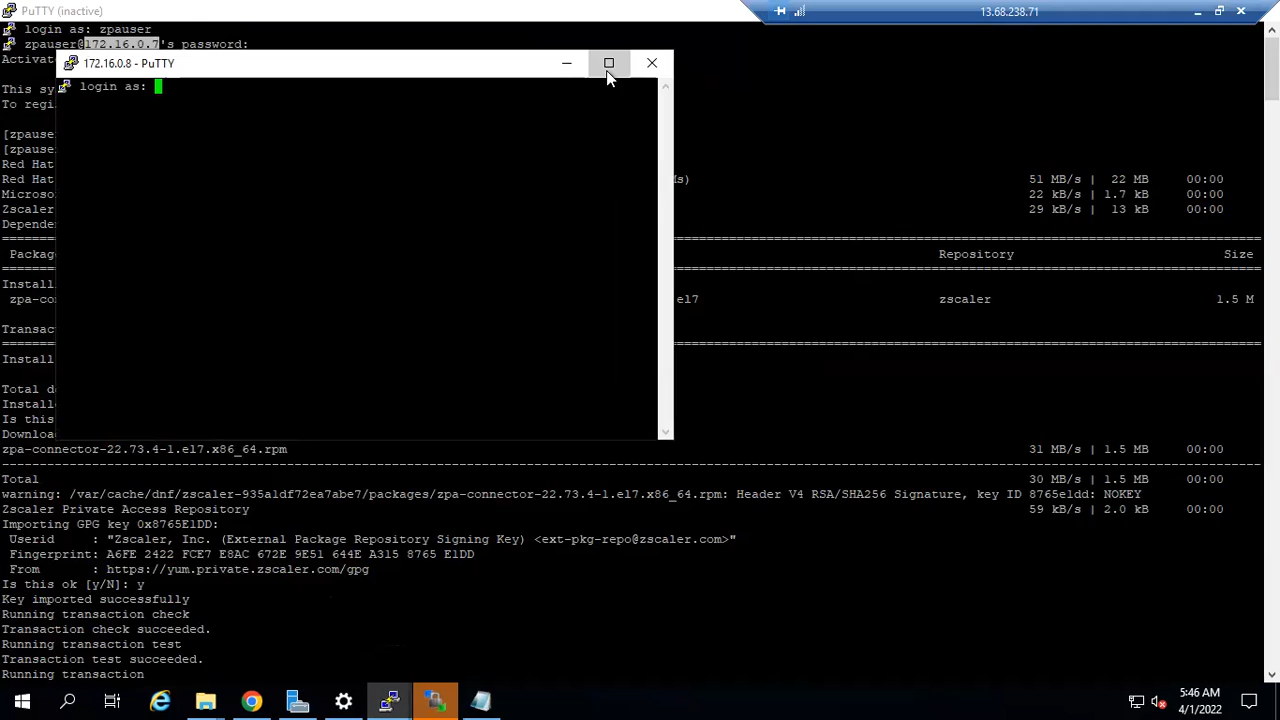 PuTTY (inactive)
13.68.238.71
login as: zpauser
zpauser@172.16.0.7's password:
Activa
172.16.0.8 - PuTTY
login as:
This sy
To regi
[zpause
[zpause
Red Hat
Red Hat Ms) 51 MB/s | 22 MB 00:00
Microso 22 kB/s | 1.7 kB 00:00
Zscaler 29 kB/s | 13 kB 00:00
Depende
Packag Repository Size
Install
zpa-co el7 zscaler 1.5 M
Transac
Install
Total d
Installe
Is this
Downloa
zpa-connector-22.73.4-1.el7.x86_64.rpm 31 MB/s | 1.5 MB 00:00
Total 30 MB/s | 1.5 MB 00:00
warning: /var/cache/dnf/zscaler-935a1df72ea7abe7/packages/zpa-connector-22.73.4-1.el7.x86_64.rpm: Header V4 RSA/SHA256 Signature, key ID 8765e1dd: NOKEY
Zscaler Private Access Repository 59 kB/s | 2.0 kB 00:00
Importing GPG key 0x8765E1DD:
Userid : "Zscaler, Inc. (External Package Repository Signing Key) <ext-pkg-repo@zscaler.com>"
Fingerprint: A6FE 2422 FCE7 E8AC 672E 9E51 644E A315 8765 E1DD
From : https://yum.private.zscaler.com/gpg
Is this ok [y/N]: y
Key imported successfully
Running transaction check
Transaction check succeeded.
Running transaction test
Transaction test succeeded.
Running transaction
5:46 AM
4/1/2022